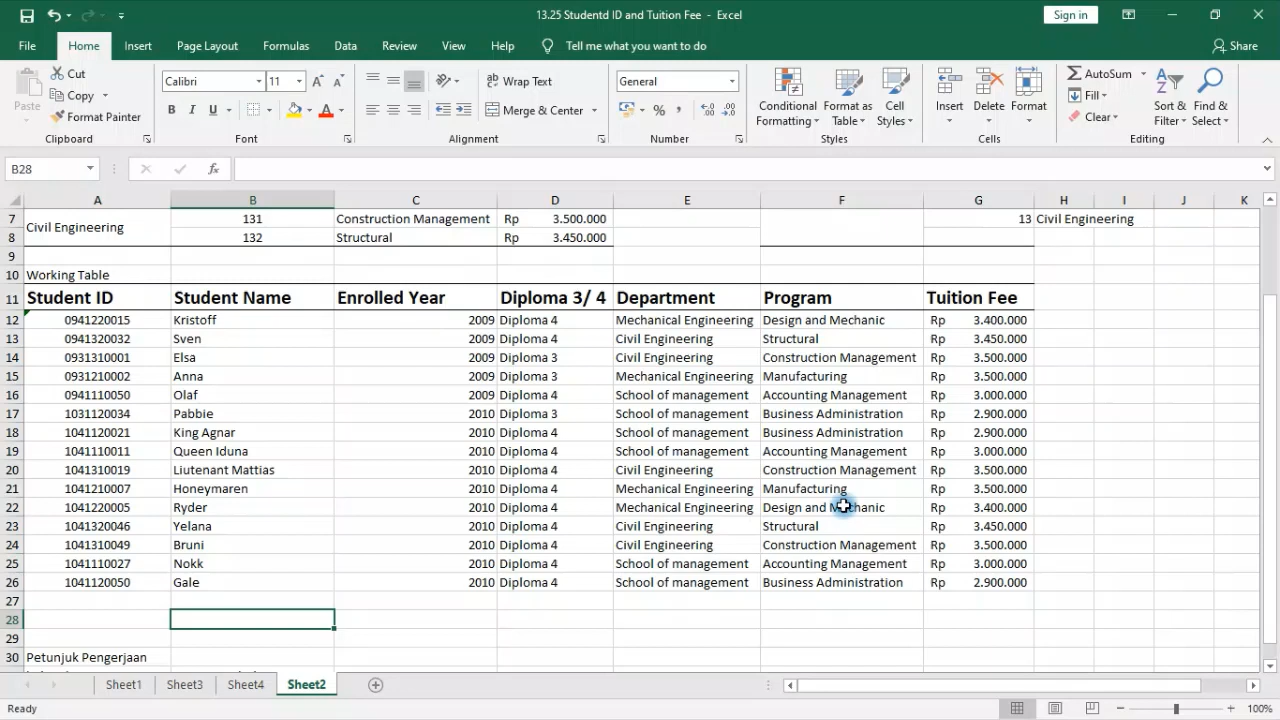 13.25 Studentd ID and Tuition Fee - Excel
Sign in
File Home Insert Page Layout Formulas Data Review View Help Tell me what you want to do Share
Paste
Cut
Copy
Format Painter
Clipboard
Calibri 11
B I U
Font
Wrap Text
Merge & Center
Alignment
General
Number
Conditional Formatting
Format as Table
Cell Styles
Styles
Insert Delete Format
Cells
AutoSum
Fill
Clear
Sort & Filter
Find & Select
Editing
B28 fx
A B C D E F G H I J K
7 Civil Engineering 131 Construction Management Rp 3.500.000 13 Civil Engineering
8 132 Structural Rp 3.450.000
9
10 Working Table
11 Student ID Student Name Enrolled Year Diploma 3/ 4 Department Program Tuition Fee
12 0941220015 Kristoff 2009 Diploma 4 Mechanical Engineering Design and Mechanic Rp 3.400.000
13 0941320032 Sven 2009 Diploma 4 Civil Engineering Structural Rp 3.450.000
14 0931310001 Elsa 2009 Diploma 3 Civil Engineering Construction Management Rp 3.500.000
15 0931210002 Anna 2009 Diploma 3 Mechanical Engineering Manufacturing Rp 3.500.000
16 0941110050 Olaf 2009 Diploma 4 School of management Accounting Management Rp 3.000.000
17 1031120034 Pabbie 2010 Diploma 3 School of management Business Administration Rp 2.900.000
18 1041120021 King Agnar 2010 Diploma 4 School of management Business Administration Rp 2.900.000
19 1041110011 Queen Iduna 2010 Diploma 4 School of management Accounting Management Rp 3.000.000
20 1041310019 Liutenant Mattias 2010 Diploma 4 Civil Engineering Construction Management Rp 3.500.000
21 1041210007 Honeymaren 2010 Diploma 4 Mechanical Engineering Manufacturing Rp 3.500.000
22 1041220005 Ryder 2010 Diploma 4 Mechanical Engineering Design and Mechanic Rp 3.400.000
23 1041320046 Yelana 2010 Diploma 4 Civil Engineering Structural Rp 3.450.000
24 1041310049 Bruni 2010 Diploma 4 Civil Engineering Construction Management Rp 3.500.000
25 1041110027 Nokk 2010 Diploma 4 School of management Accounting Management Rp 3.000.000
26 1041120050 Gale 2010 Diploma 4 School of management Business Administration Rp 2.900.000
27
28
29
30 Petunjuk Pengerjaan
Sheet1 Sheet3 Sheet4 Sheet2
Ready 100%